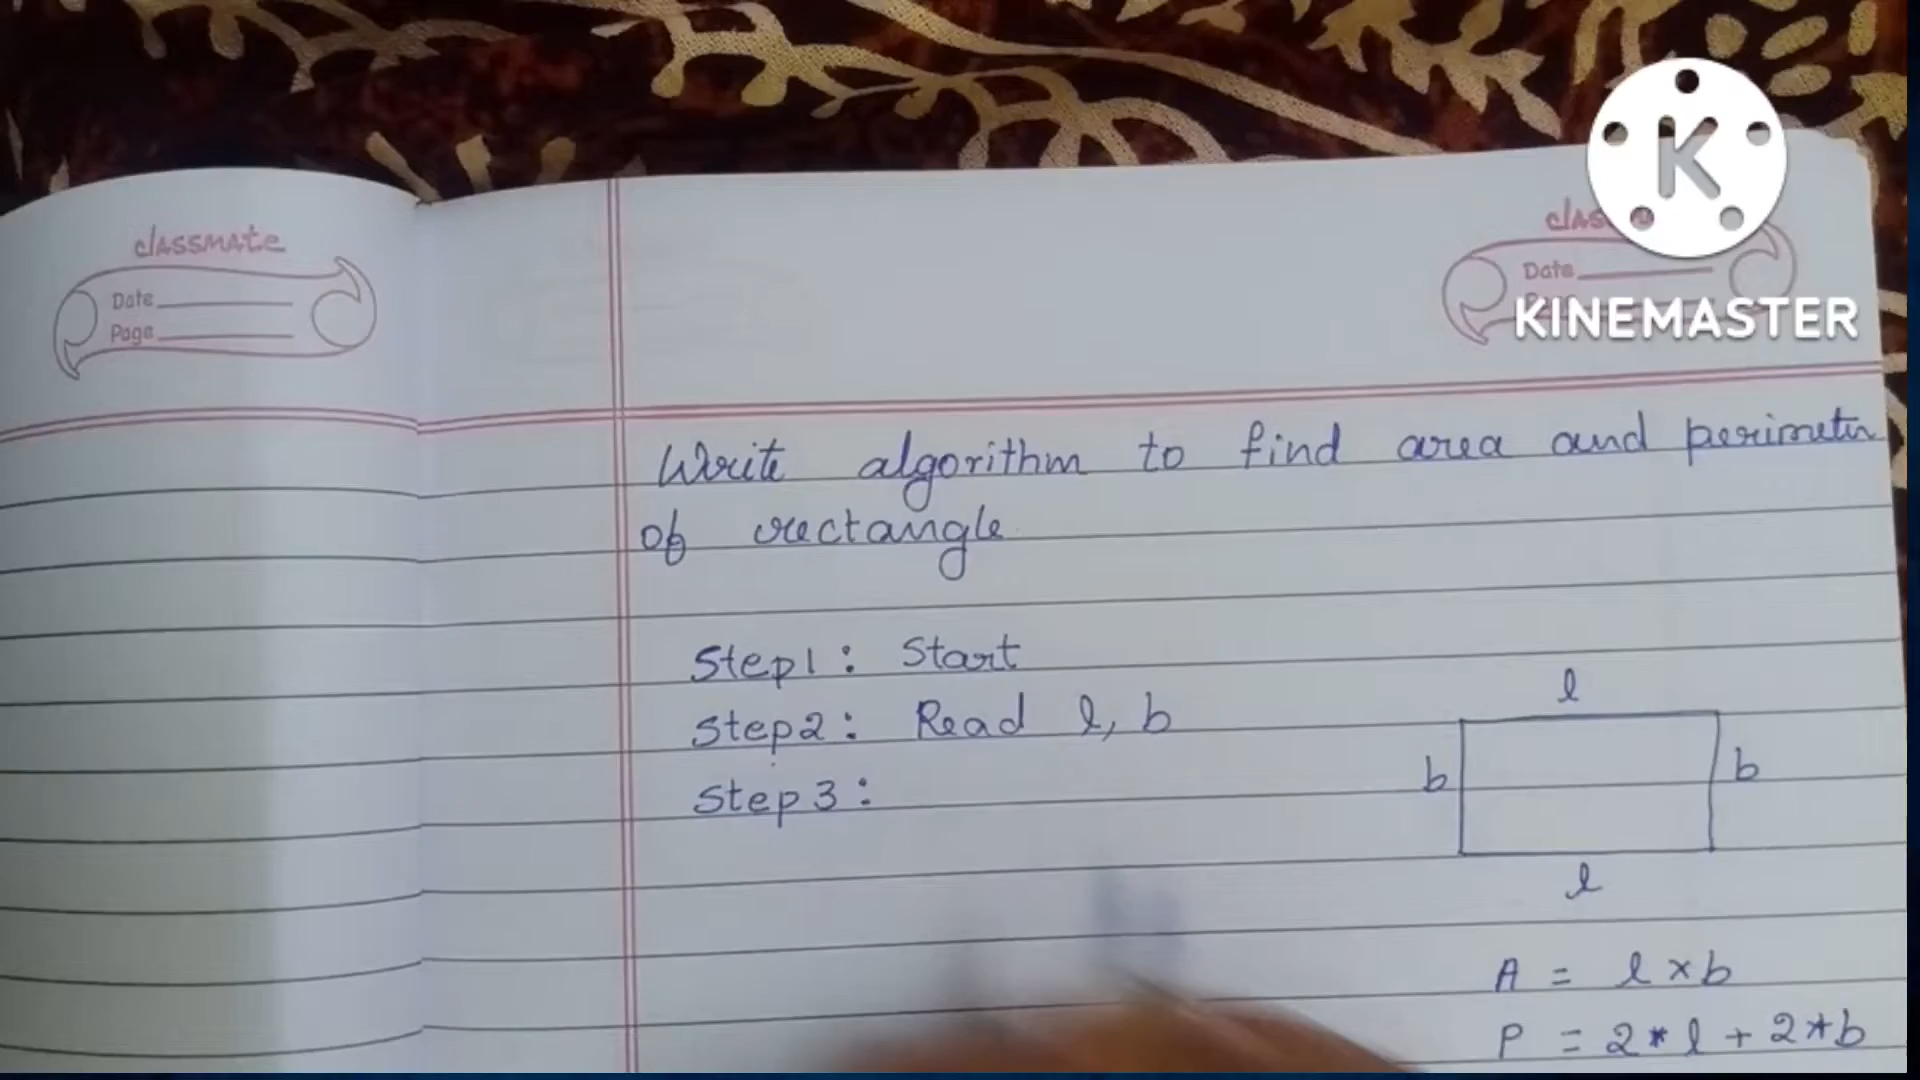 classmate
Date
Page
classmate
Date
KINEMASTER
Write algorithm to find area and perimeter
of rectangle
Step1: Start
Step2: Read l, b
Step3:
l
b
b
l
A = l × b
P = 2*l + 2*b